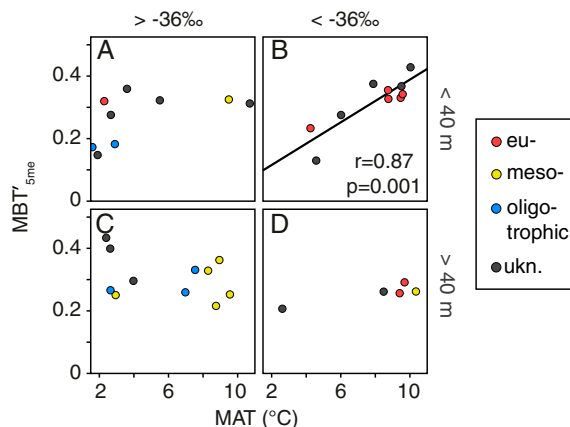 > -36‰
< -36‰
A
B
0.4
0.2
0
r=0.87
p=0.001
< 40 m
C
D
0.4
0.2
0
> 40 m
2
6
10
2
6
10
MBT′5me
MAT (°C)
eu-
meso-
oligo-
trophic
ukn.